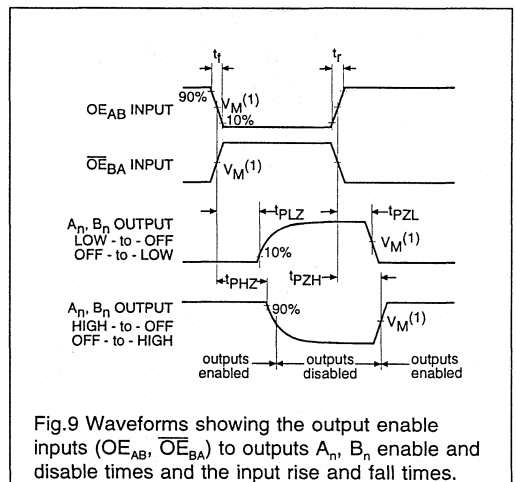 t_f t_r
90% V_M(1)
OE_AB INPUT
10%
O̅E̅_BA INPUT V_M(1)
A_n, B_n OUTPUT t_PLZ t_PZL
LOW - to - OFF V_M(1)
OFF - to - LOW 10%
t_PHZ t_PZH
A_n, B_n OUTPUT 90%
HIGH - to - OFF V_M(1)
OFF - to - HIGH
outputs outputs outputs
enabled disabled enabled
Fig.9 Waveforms showing the output enable
inputs (OE_AB, O̅E̅_BA) to outputs A_n, B_n enable and
disable times and the input rise and fall times.